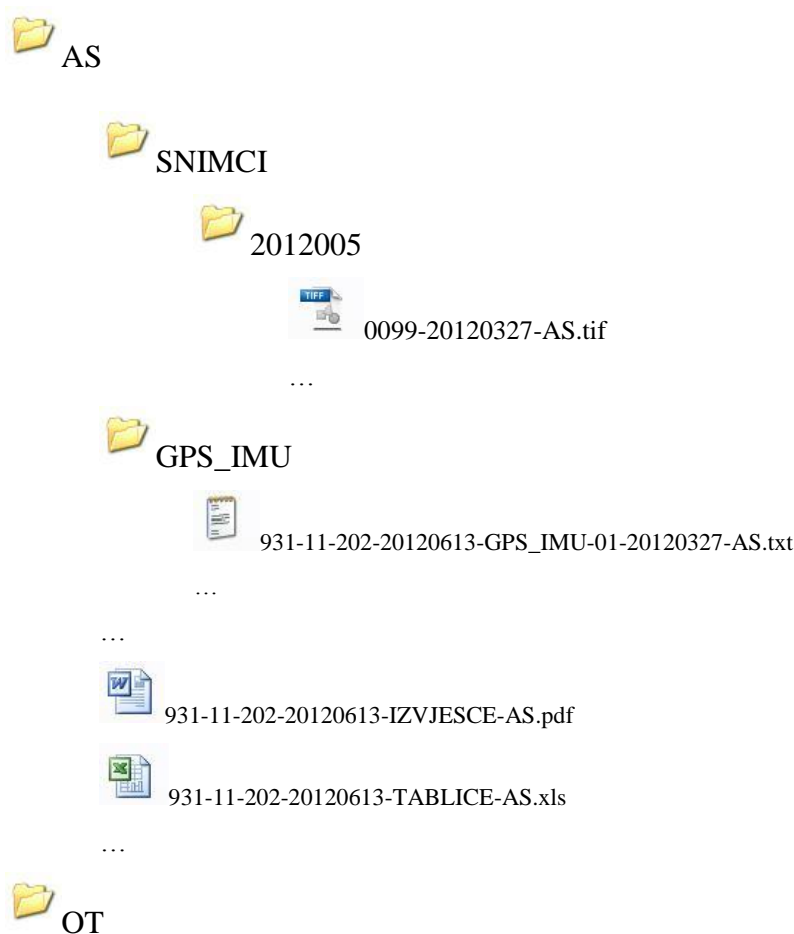 AS
SNIMCI
2012005
TIFF
0099-20120327-AS.tif
…
GPS_IMU
931-11-202-20120613-GPS_IMU-01-20120327-AS.txt
…
…
W
931-11-202-20120613-IZVJESCE-AS.pdf
X
931-11-202-20120613-TABLICE-AS.xls
…
OT